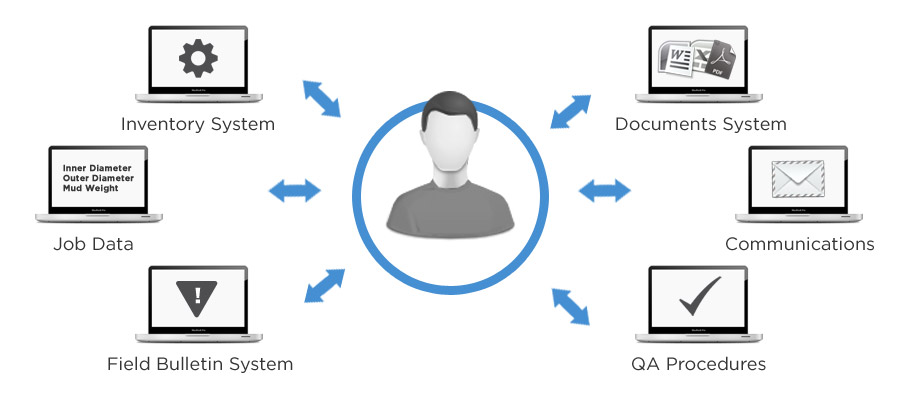 Inventory System
W
X
PDF
Documents System
Inner Diameter
Outer Diameter
Mud Weight
Job Data
Communications
!
Field Bulletin System
QA Procedures